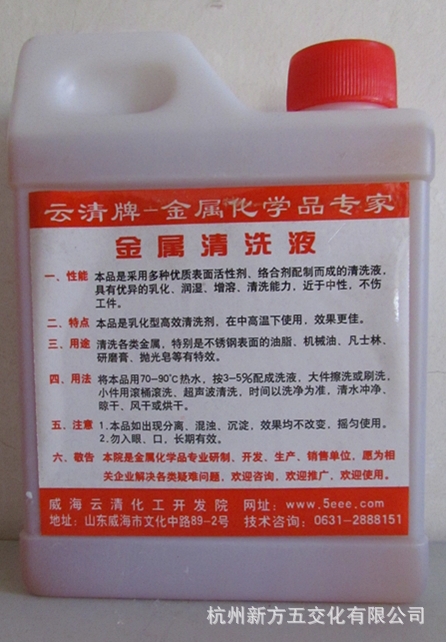 云清牌-金属化学品专家
金属清洗液
一、性能 本品是采用多种优质表面活性剂、络合剂配制而成的清洗液,
具有优异的乳化、润湿、增溶、清洗能力，近于中性，不伤
工件。
二、特点 本品是乳化型高效清洗剂，在中高温下使用，效果更佳。
三、用途 清洗各类金属，特别是不锈钢表面的油脂、机械油、凡士林、
研磨膏、抛光皂等有特效。
四、用法 将本品用70-90℃热水，按3-5%配成洗液，大件擦洗或刷洗，
小件用滚桶滚洗、超声波清洗，时间以洗净为准，清水冲净、
晾干、风干或烘干。
五、注意 1.本品如出现分离、混浊、沉淀，效果均不改变，摇匀使用。
2.勿入眼、口，长期有效。
六、敬告 本院是金属化学品专业研制、开发、生产、销售单位，愿为相
关企业解决各类疑难问题，欢迎咨询，欢迎推广，欢迎使用。
威海云清化工开发院 网址：www.5eee.com
地址：山东威海市文化中路89-2号 技术咨询：0631-2888151
杭州新方五交化有限公司